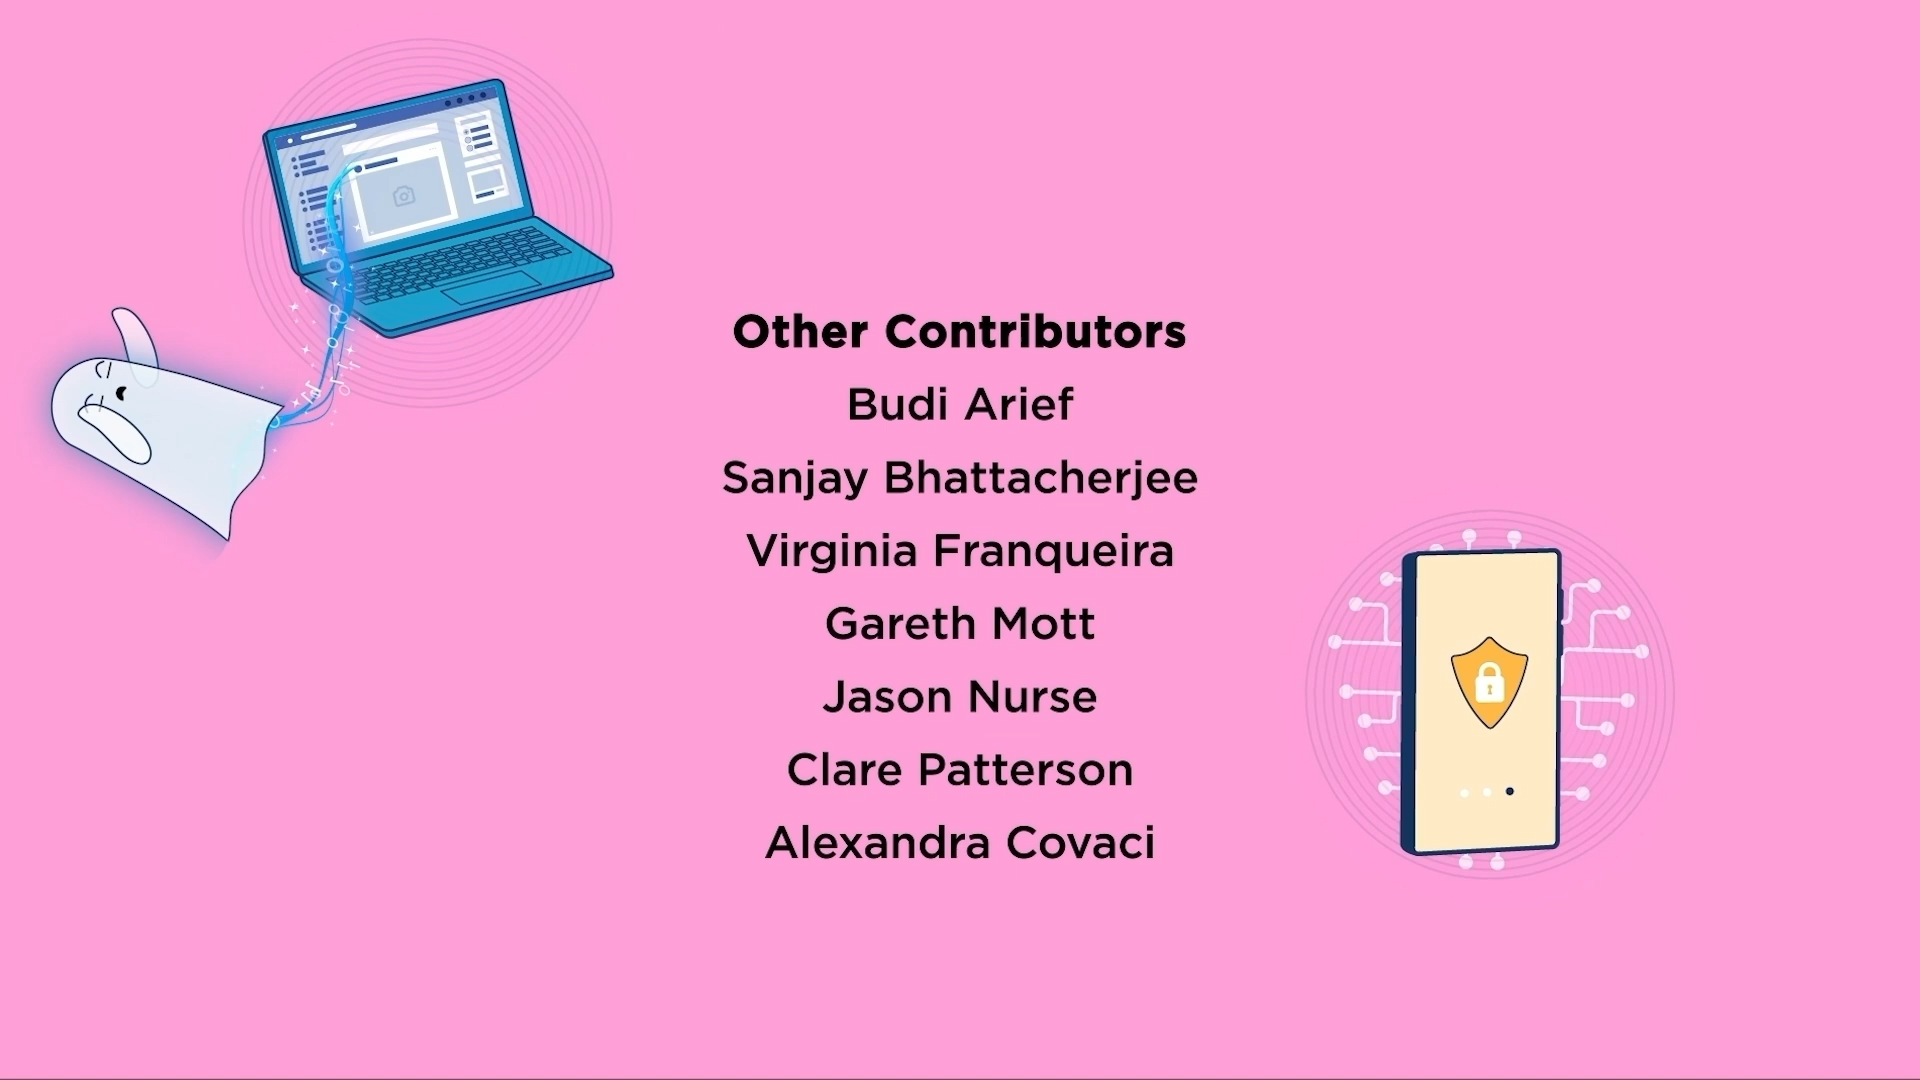 Other Contributors
Budi Arief
Sanjay Bhattacherjee
Virginia Franqueira
Gareth Mott
Jason Nurse
Clare Patterson
Alexandra Covaci